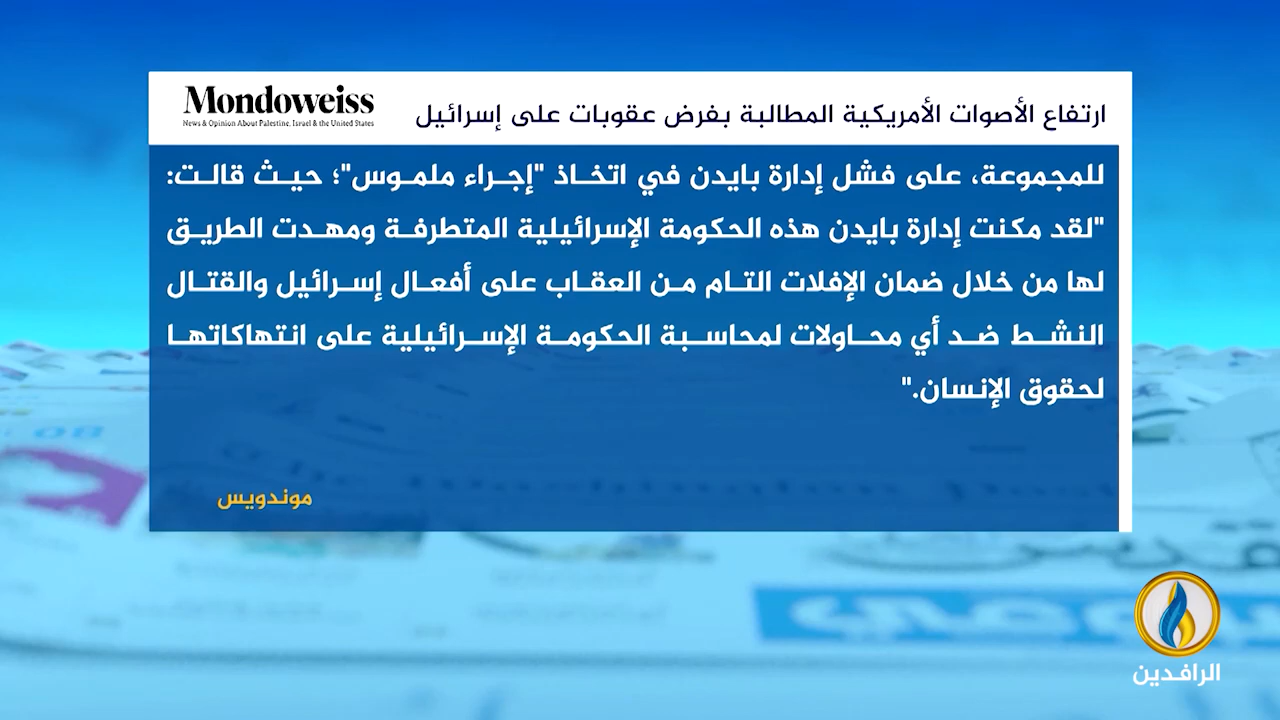 Mondoweiss
News & Opinion About Palestine, Israel & the United States
ارتفاع الأصوات الأمريكية المطالبة بفرض عقوبات على إسرائيل
للمجموعة، على فشل إدارة بايدن في اتخاذ "إجراء ملموس"؛ حيث قالت:
"لقد مكنت إدارة بايدن هذه الحكومة الإسرائيلية المتطرفة ومهدت الطريق
لها من خلال ضمان الإفلات التام من العقاب على أفعال إسرائيل والقتال
النشط ضد أي محاولات لمحاسبة الحكومة الإسرائيلية على انتهاكاتها
لحقوق الإنسان."
موندويس
الرافدين